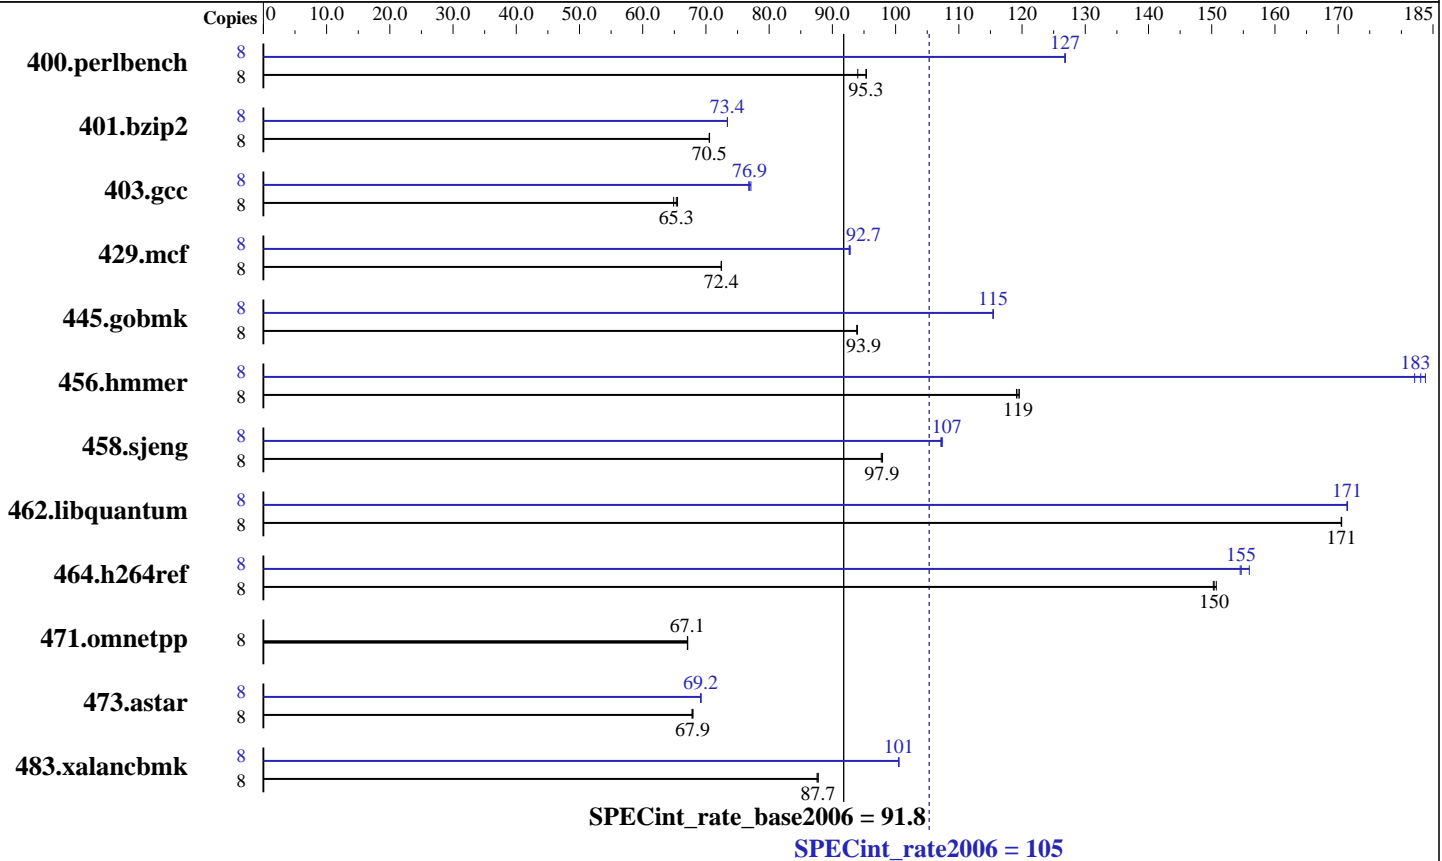 Copies 0 10.0 20.0 30.0 40.0 50.0 60.0 70.0 80.0 90.0 100 110 120 130 140 150 160 170 185
400.perlbench 8 127
8 95.3
401.bzip2 8 73.4
8 70.5
403.gcc 8 76.9
8 65.3
429.mcf 8 92.7
8 72.4
445.gobmk 8 115
8 93.9
456.hmmer 8 183
8 119
458.sjeng 8 107
8 97.9
462.libquantum 8 171
8 171
464.h264ref 8 155
8 150
471.omnetpp 8 67.1
473.astar 8 69.2
8 67.9
483.xalancbmk 8 101
8 87.7
SPECint_rate_base2006 = 91.8
SPECint_rate2006 = 105